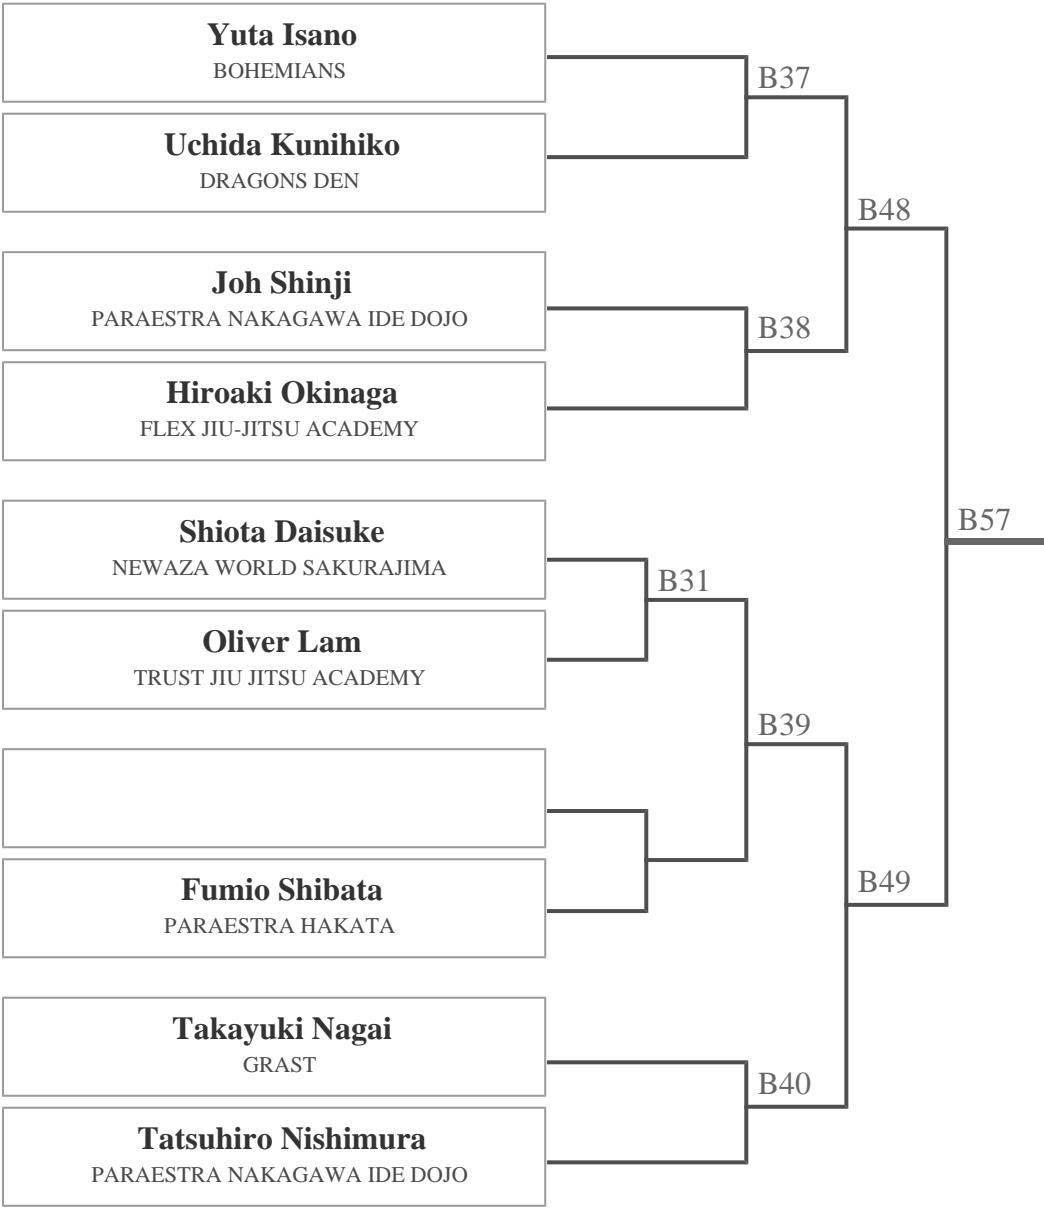 Yuta Isano
BOHEMIANS
B37
Uchida Kunihiko
DRAGONS DEN
B48
Joh Shinji
PARAESTRA NAKAGAWA IDE DOJO
B38
Hiroaki Okinaga
FLEX JIU-JITSU ACADEMY
Shiota Daisuke
NEWAZA WORLD SAKURAJIMA
B57
B31
Oliver Lam
TRUST JIU JITSU ACADEMY
B39
Fumio Shibata
PARAESTRA HAKATA
B49
Takayuki Nagai
GRAST
B40
Tatsuhiro Nishimura
PARAESTRA NAKAGAWA IDE DOJO